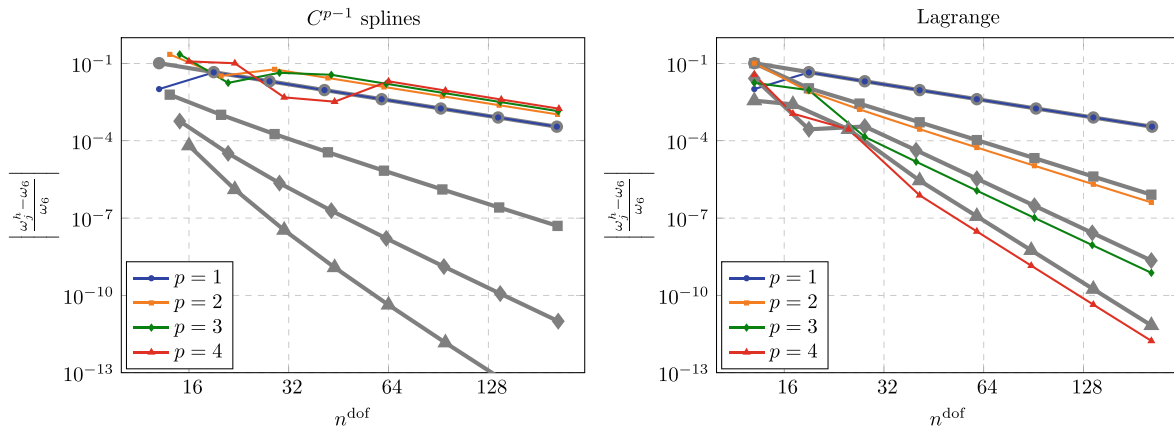 C^{p−1} splines
10^{−1}
10^{−4}
10^{−7}
10^{−10}
10^{−13}
|ω_j^h − ω_6 / ω_6|
p = 1
p = 2
p = 3
p = 4
16 32 64 128
n^{dof}
Lagrange
10^{−1}
10^{−4}
10^{−7}
10^{−10}
10^{−13}
|ω_j^h − ω_6 / ω_6|
p = 1
p = 2
p = 3
p = 4
16 32 64 128
n^{dof}